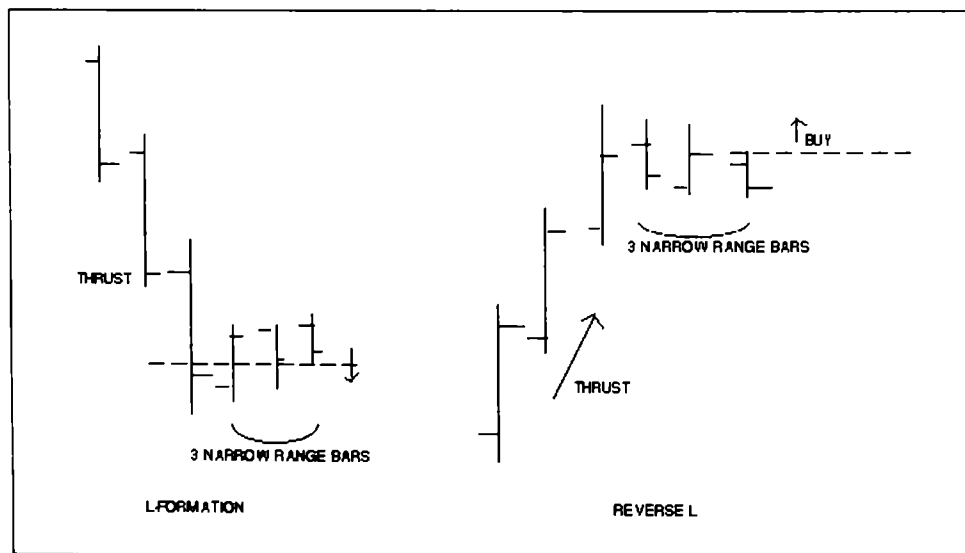 THRUST
3 NARROW RANGE BARS
L-FORMATION
BUY
3 NARROW RANGE BARS
THRUST
REVERSE L